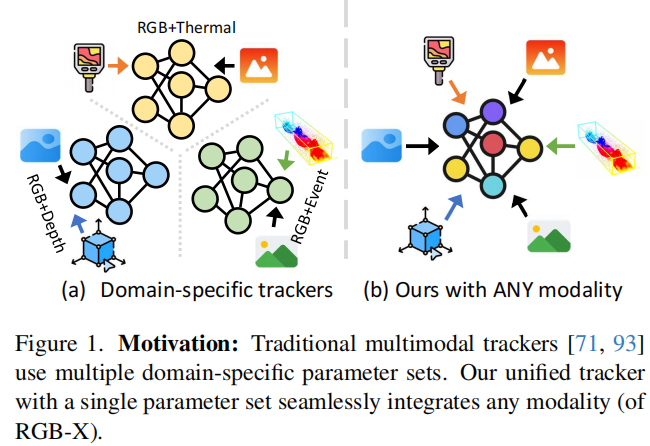 RGB+Thermal
RGB+Depth
RGB+Event
(a) Domain-specific trackers
(b) Ours with ANY modality
Figure 1. Motivation: Traditional multimodal trackers [71, 93]
use multiple domain-specific parameter sets. Our unified tracker
with a single parameter set seamlessly integrates any modality (of
RGB-X).